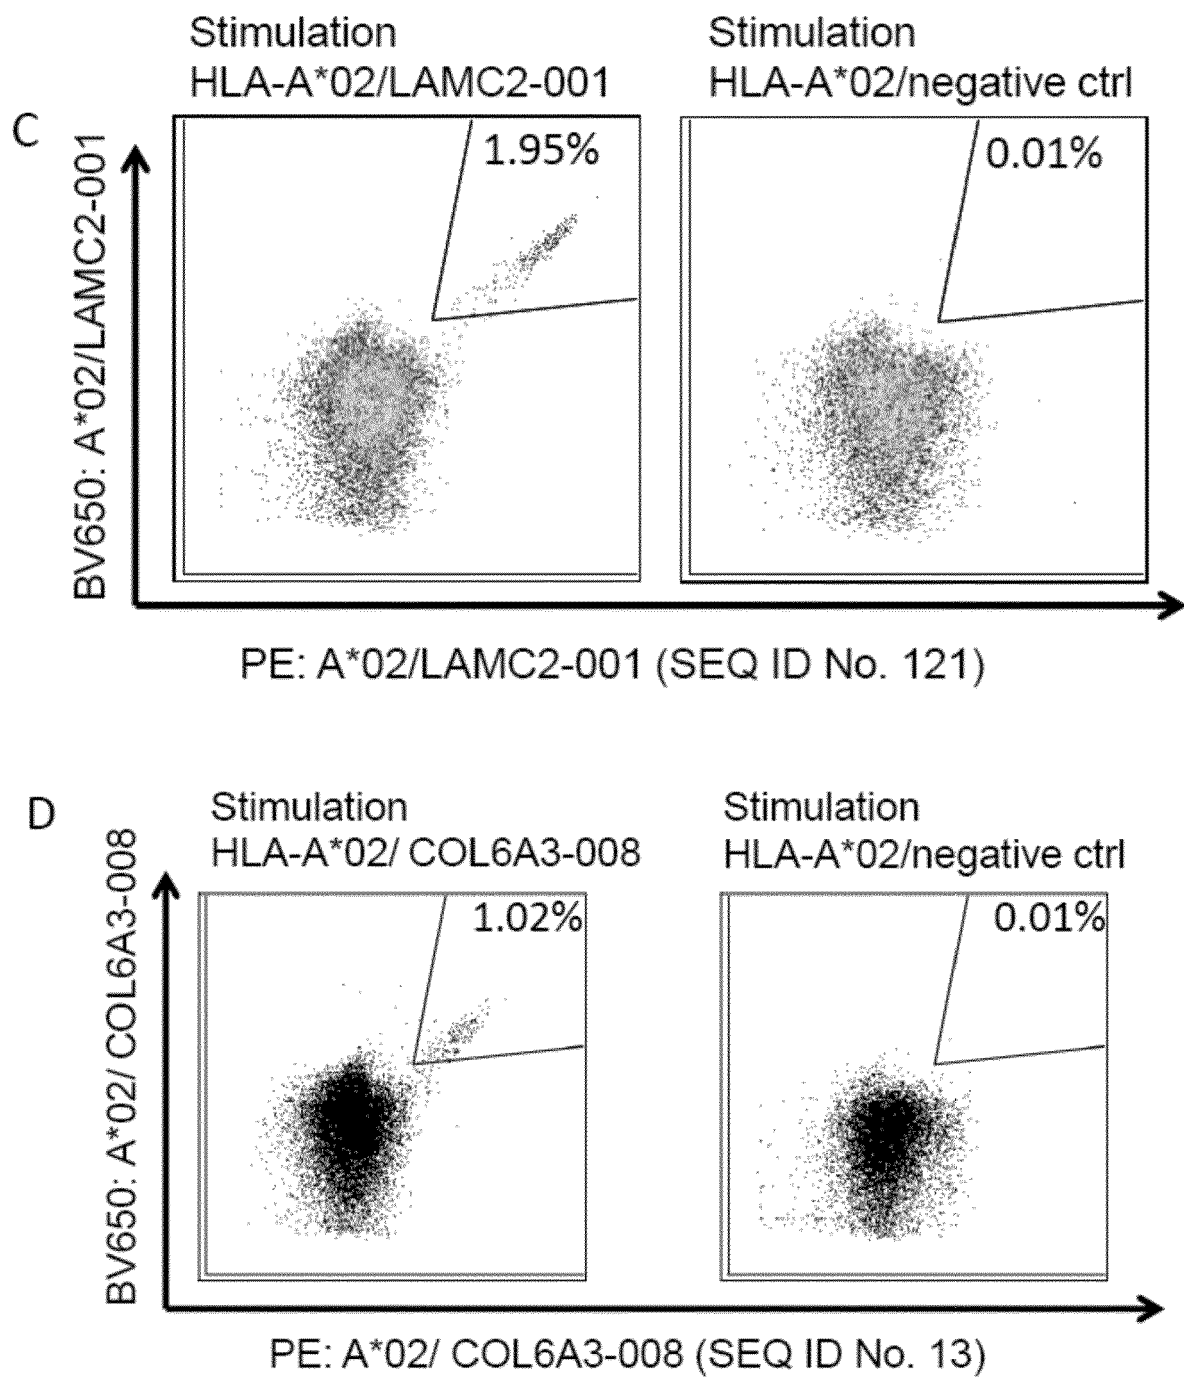 Stimulation
HLA-A*02/LAMC2-001
Stimulation
HLA-A*02/negative ctrl
C
BV650: A*02/LAMC2-001
1.95%
0.01%
PE: A*02/LAMC2-001 (SEQ ID No. 121)
D
Stimulation
HLA-A*02/ COL6A3-008
Stimulation
HLA-A*02/negative ctrl
BV650: A*02/ COL6A3-008
1.02%
0.01%
PE: A*02/ COL6A3-008 (SEQ ID No. 13)